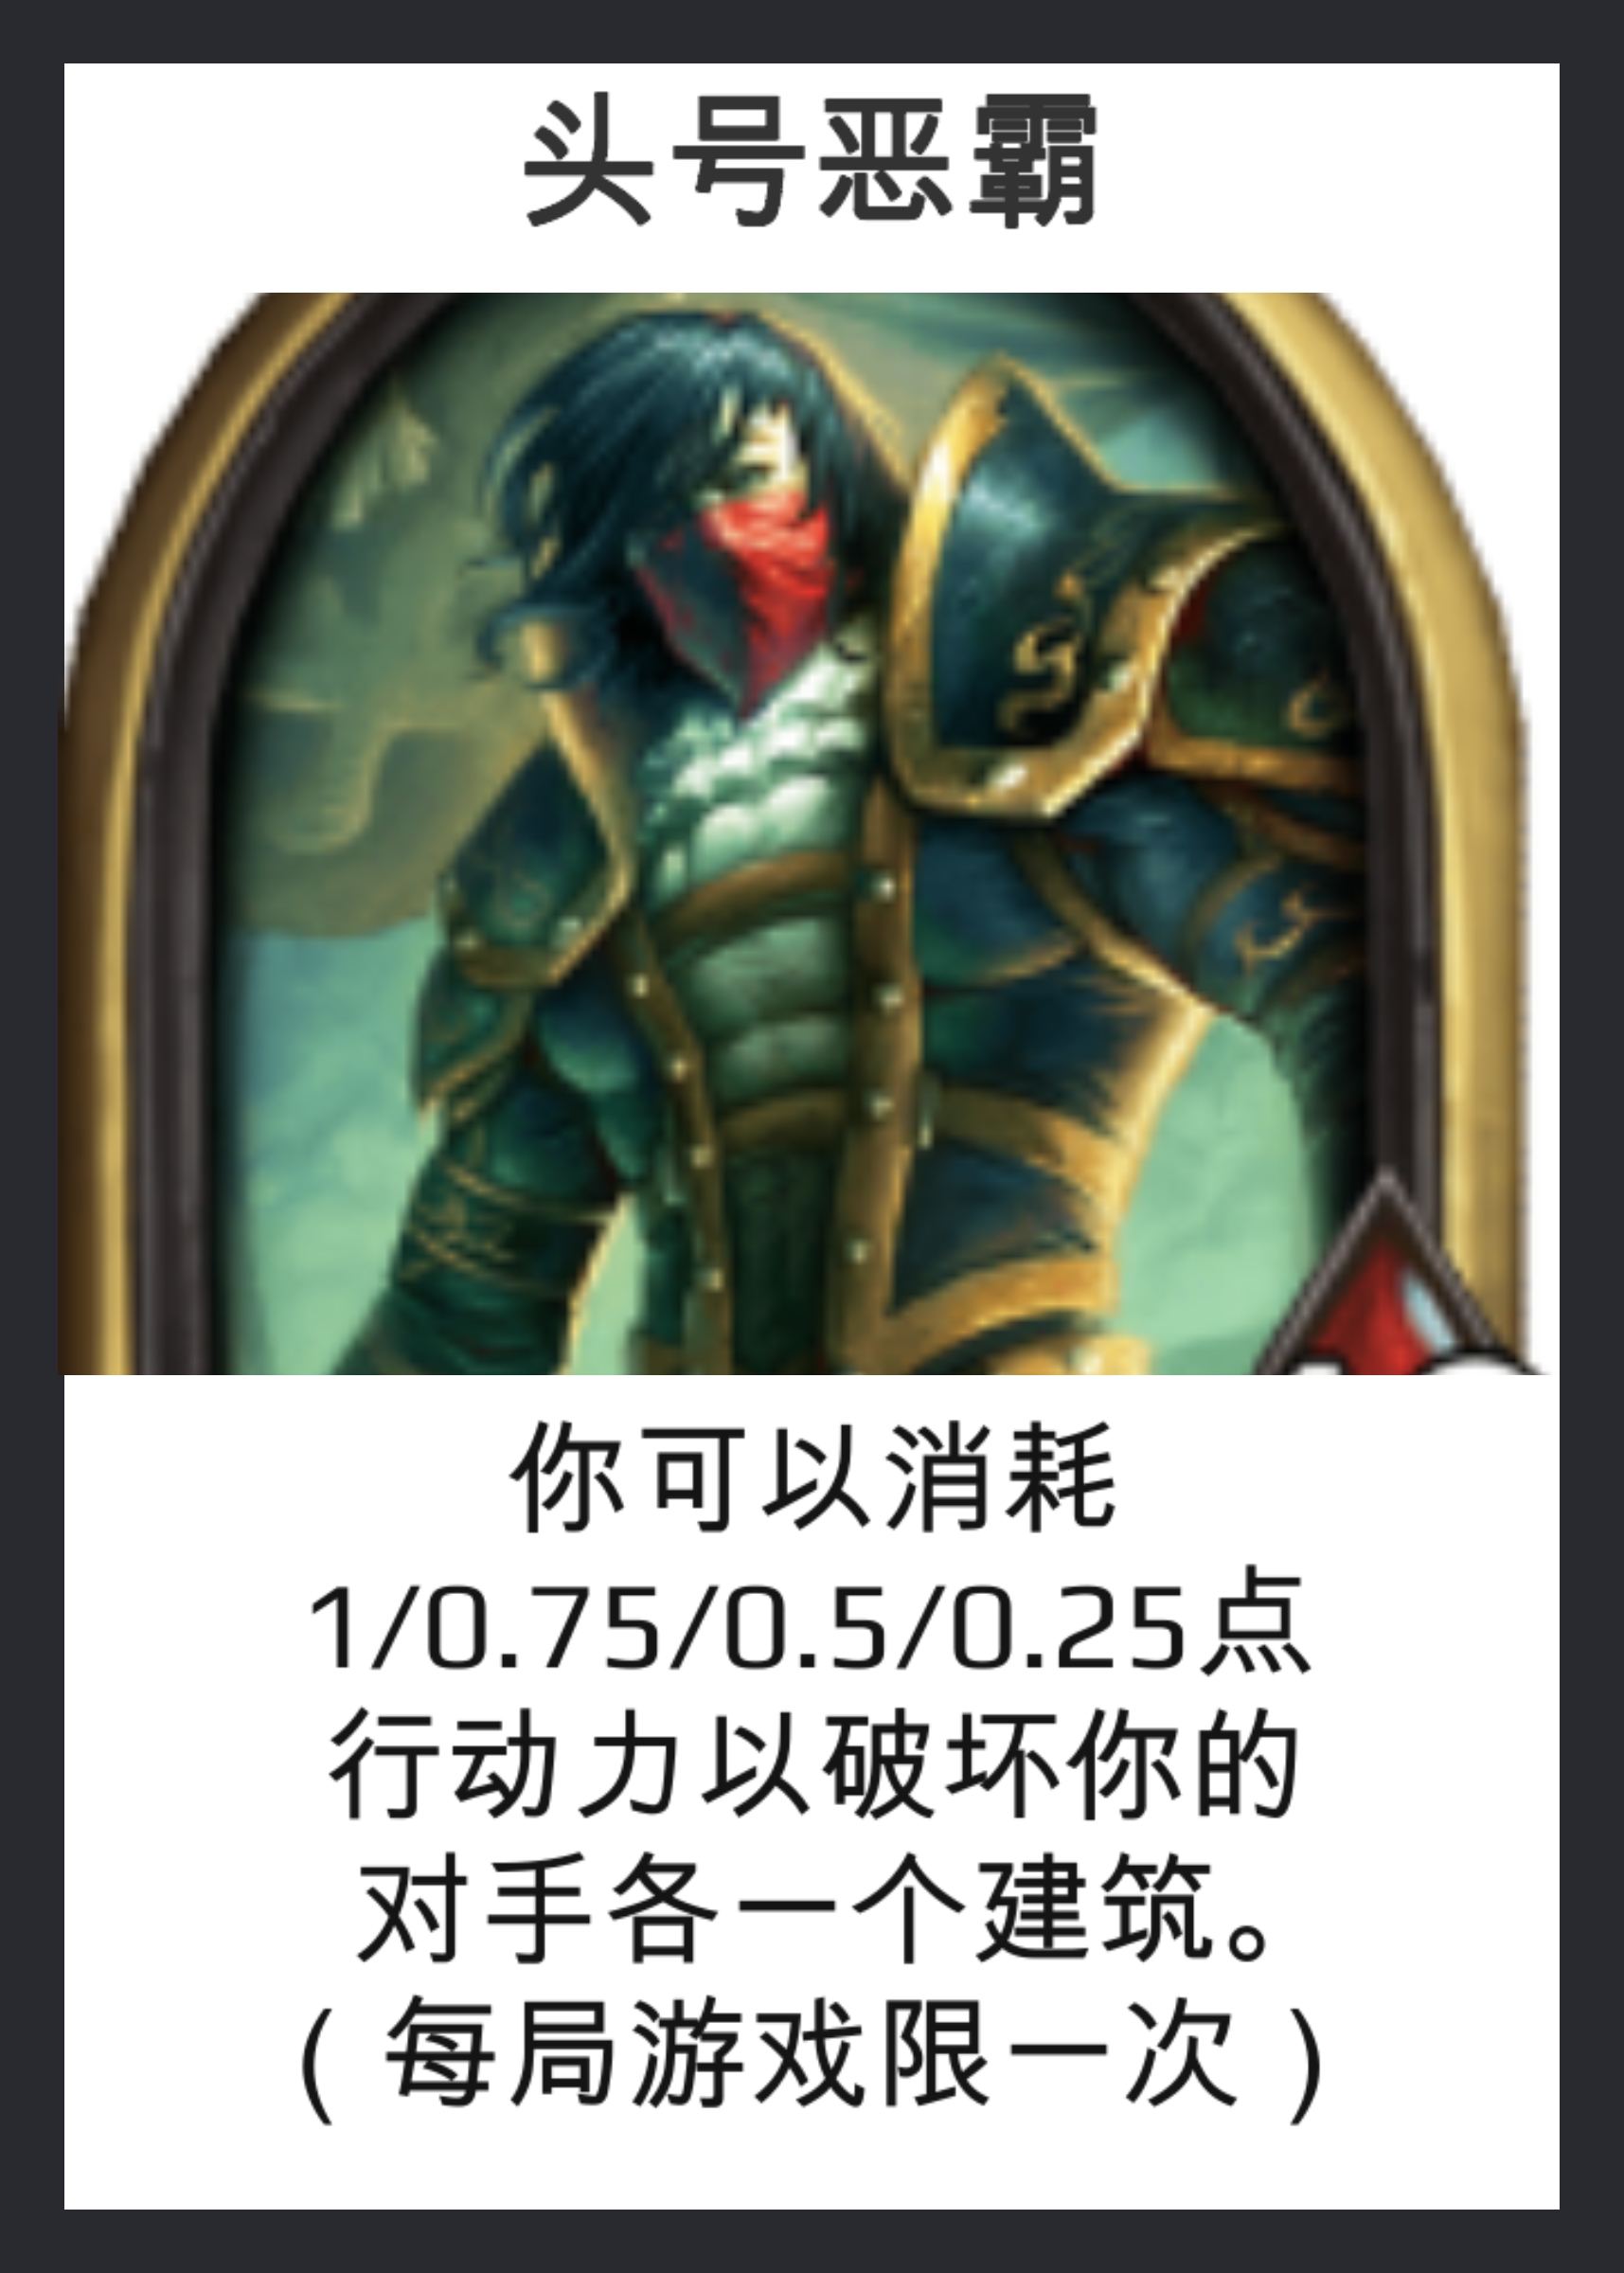 头号恶霸
你可以消耗
1/0.75/0.5/0.25点
行动力以破坏你的
对手各一个建筑。
（每局游戏限一次）